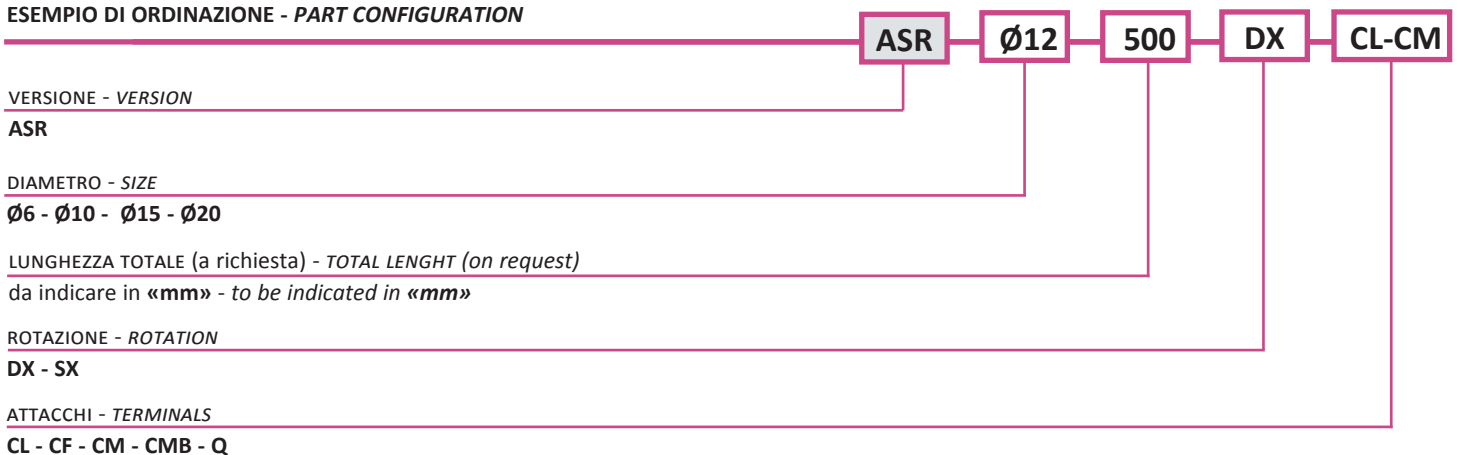 ESEMPIO DI ORDINAZIONE - PART CONFIGURATION
ASR Ø12 500 DX CL-CM
VERSIONE - VERSION
ASR
DIAMETRO - SIZE
Ø6 - Ø10 - Ø15 - Ø20
LUNGHEZZA TOTALE (a richiesta) - TOTAL LENGHT (on request)
da indicare in «mm» - to be indicated in «mm»
ROTAZIONE - ROTATION
DX - SX
ATTACCHI - TERMINALS
CL - CF - CM - CMB - Q